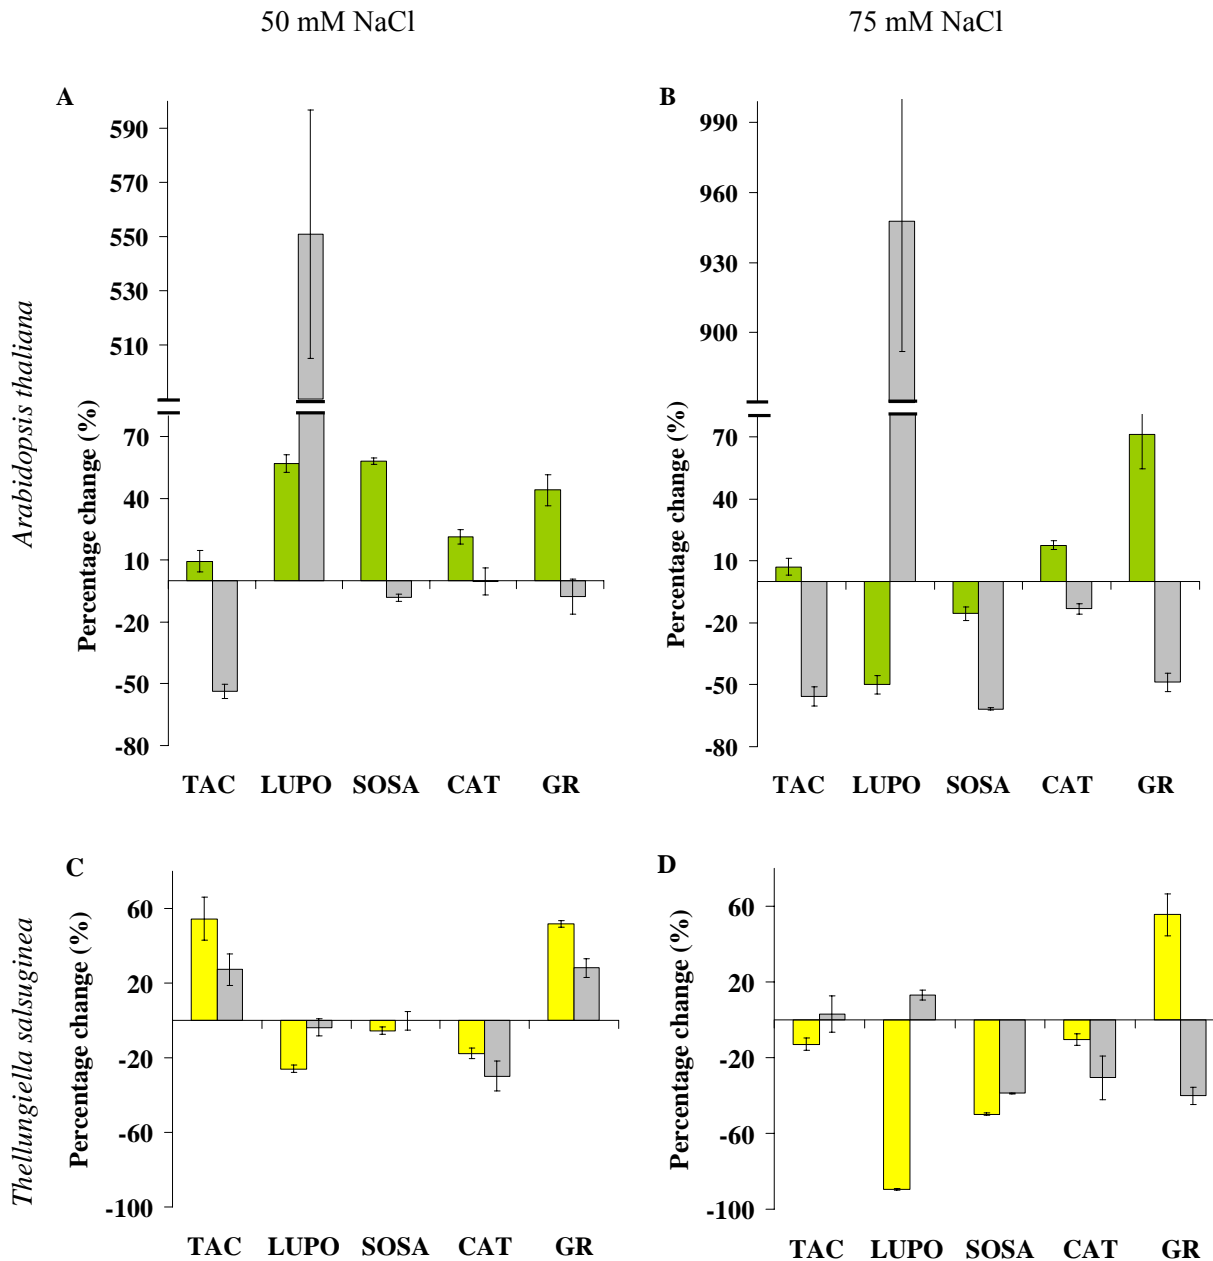 50 mM NaCl
75 mM NaCl
A
590
570
550
530
510
70
40
10
-20
-50
-80
Percentage change (%)
Arabidopsis thaliana
TAC LUPO SOSA CAT GR
B
990
960
930
900
70
40
10
-20
-50
-80
Percentage change (%)
TAC LUPO SOSA CAT GR
C
60
20
-20
-60
-100
Percentage change (%)
Thellungiella salsuginea
TAC LUPO SOSA CAT GR
D
60
20
-20
-60
-100
Percentage change (%)
TAC LUPO SOSA CAT GR